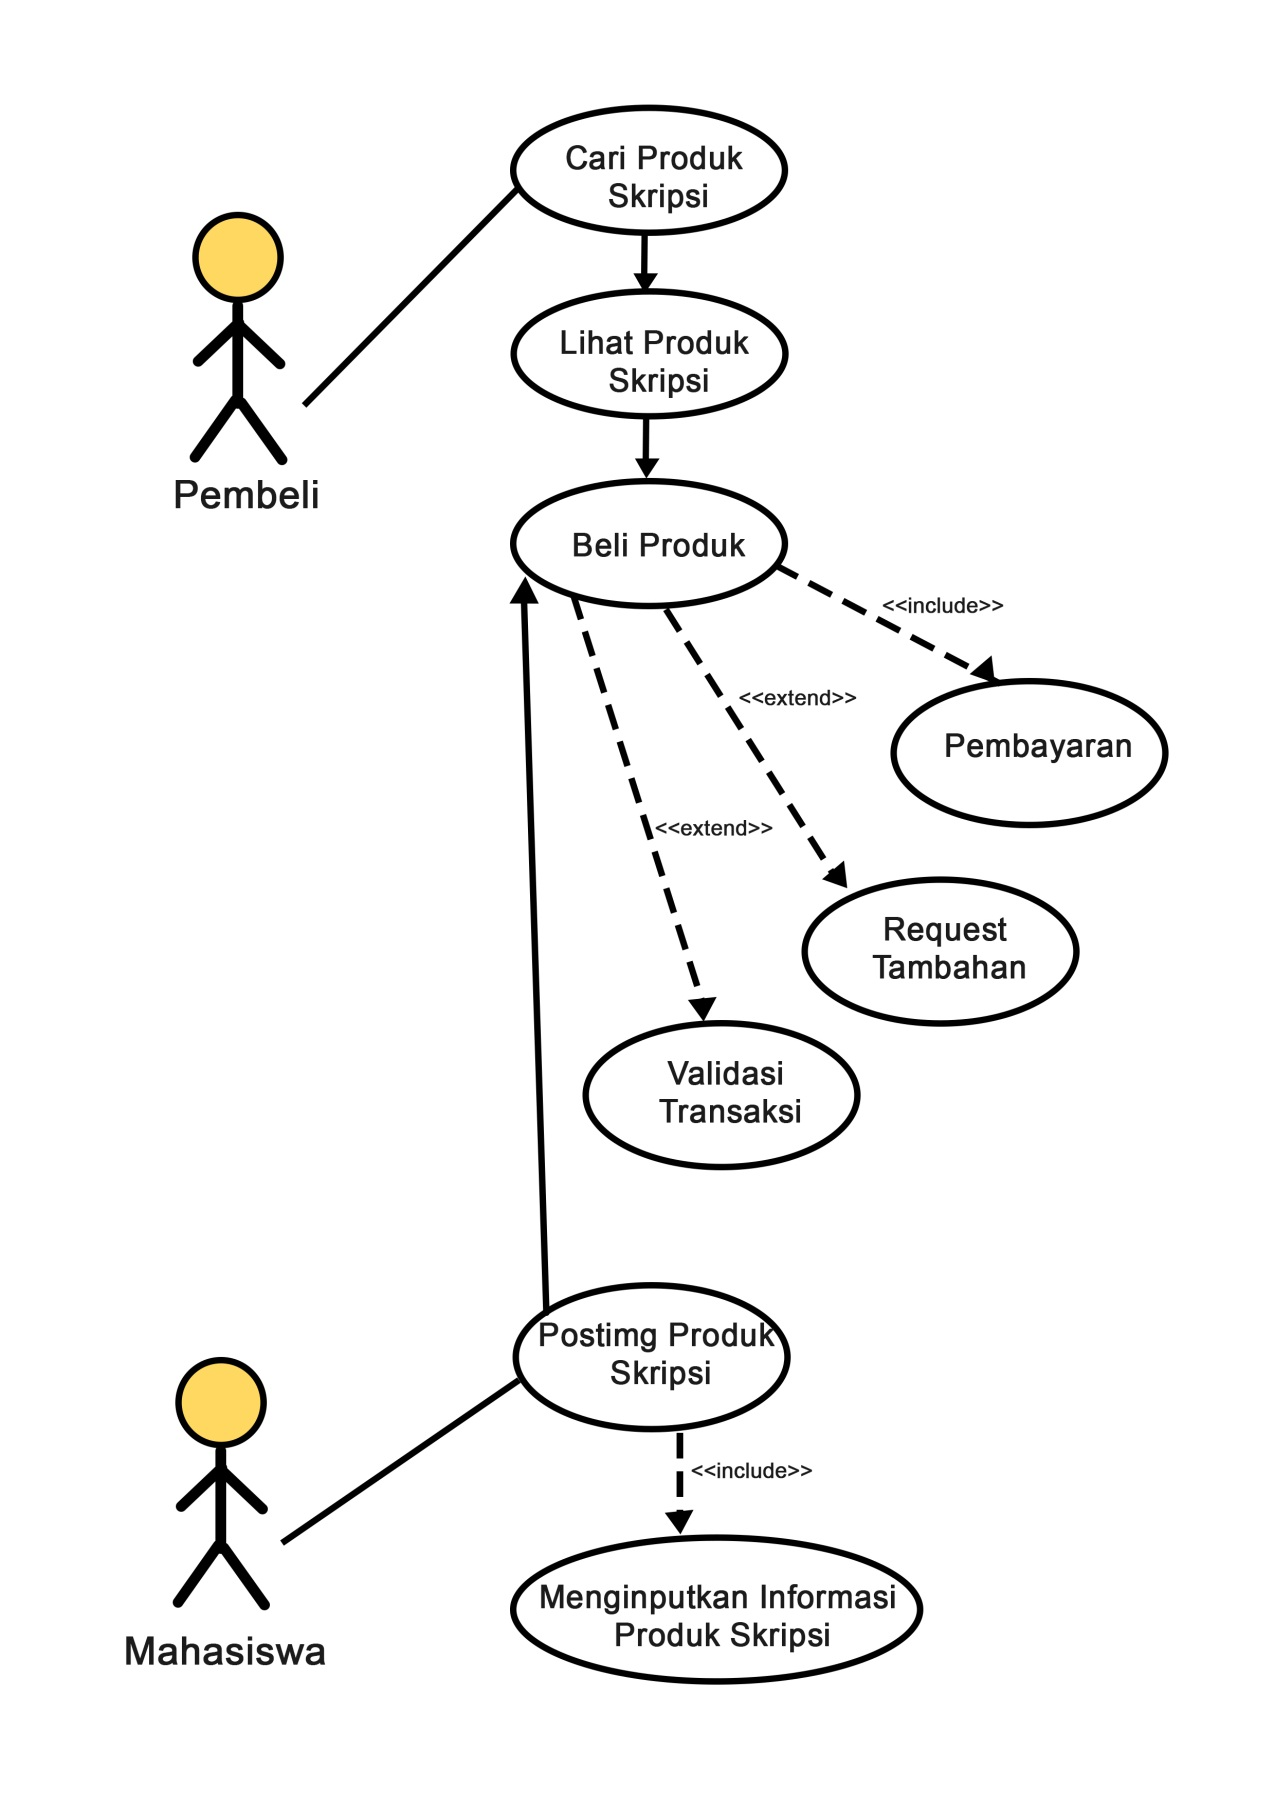 Cari Produk
Skripsi
Lihat Produk
Skripsi
Pembeli
Beli Produk
<<include>>
<<extend>>
Pembayaran
<<extend>>
Request
Tambahan
Validasi
Transaksi
Postimg Produk
Skripsi
<<include>>
Menginputkan Informasi
Produk Skripsi
Mahasiswa